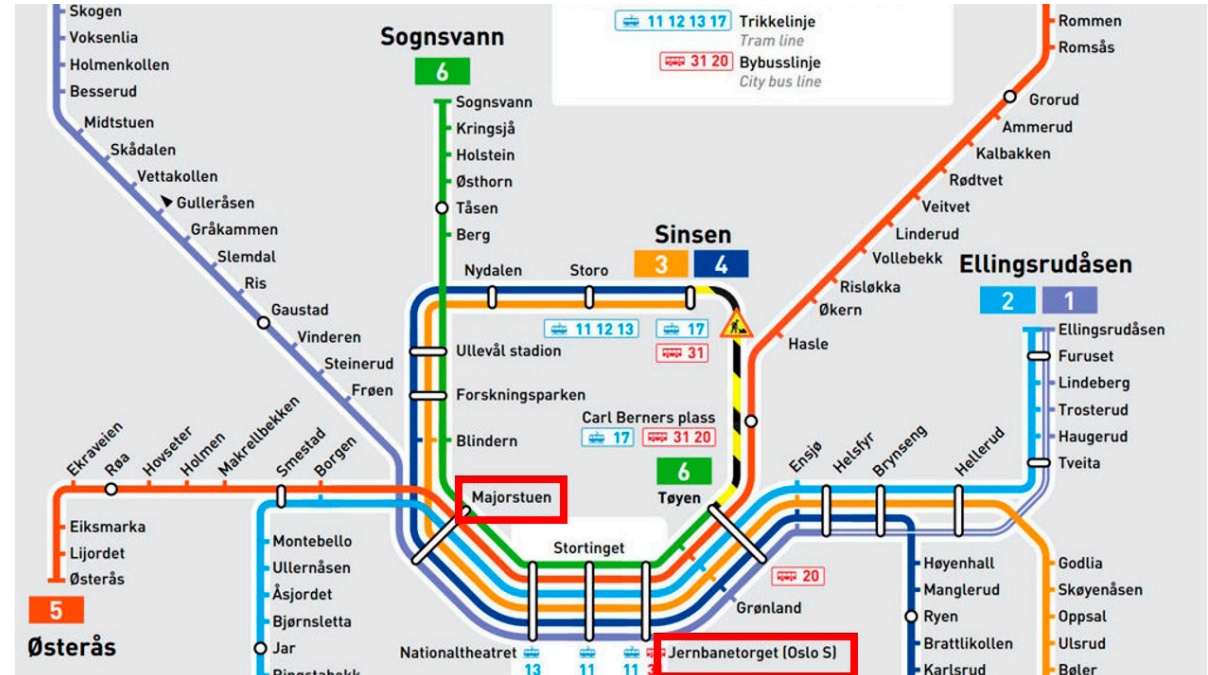 Skogen
Voksenlia
Holmenkollen
Besserud
Midtstuen
Skådalen
Vettakollen
Gulleråsen
Gråkammen
Slemdal
Ris
Gaustad
Vinderen
Steinerud
Frøen
Sognsvann
6
Sognsvann
Kringsjå
Holstein
Østhorn
Tåsen
Berg
11 12 13 17 Trikkelinje
Tram line
31 20 Bybusslinje
City bus line
Rommen
Romsås
Grorud
Ammerud
Kalbakken
Rødtvet
Veitvet
Linderud
Vollebekk
Risløkka
Økern
Hasle
Sinsen
3 4
Nydalen
Storo
11 12 13
17
31
Ullevål stadion
Forskningsparken
Blindern
Carl Berners plass
17 31 20
6
Tøyen
Ellingsrudåsen
2 1
Ellingsrudåsen
Furuset
Lindeberg
Trosterud
Haugerud
Tveita
Ekraveien
Røa
Hovseter
Holmen
Makrellbekken
Smestad
Borgen
Majorstuen
Ensjø
Helsfyr
Brynseng
Hellerud
Eiksmarka
Lijordet
Østerås
5
Østerås
Montebello
Ullernåsen
Åsjordet
Bjørnsletta
Jar
Ringstabekk
Stortinget
20
Grønland
Nationaltheatret
13
11
11
Jernbanetorget (Oslo S)
Høyenhall
Manglerud
Ryen
Brattlikollen
Karlsrud
Godlia
Skøyenåsen
Oppsal
Ulsrud
Bøler